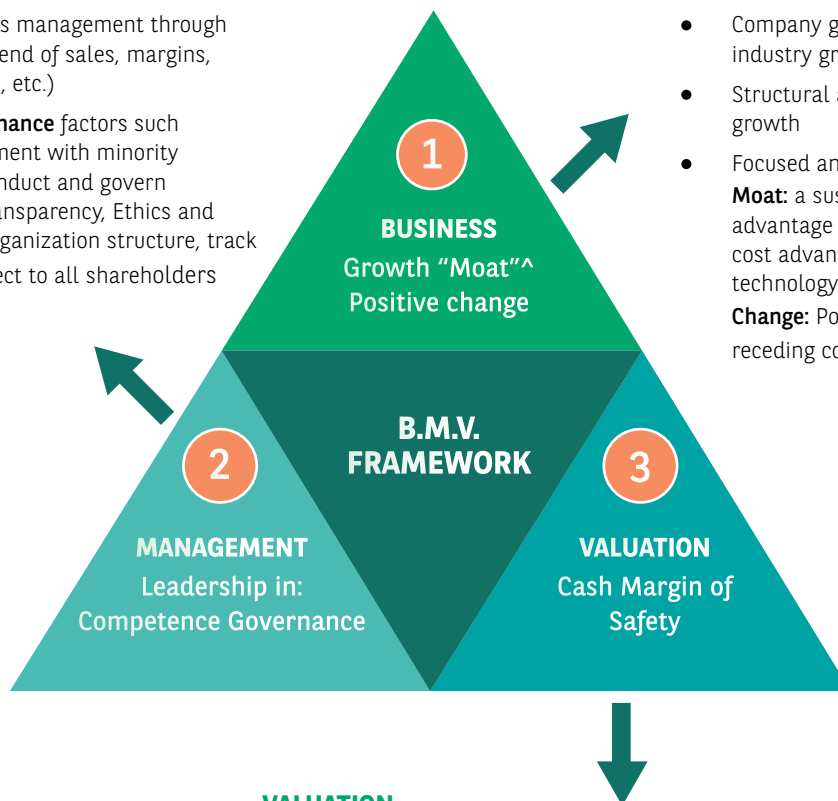 s management through
end of sales, margins,
, etc.)
nance factors such
ment with minority
nduct and govern
ansparency, Ethics and
rganization structure, track
ect to all shareholders
● Company g
industry gr
● Structural a
growth
● Focused an
Moat: a sus
advantage
cost advan
technology
Change: Po
receding co
1
BUSINESS
Growth “Moat”^
Positive change
B.M.V.
FRAMEWORK
2
MANAGEMENT
Leadership in:
Competence Governance
3
VALUATION
Cash Margin of
Safety
VALUATION